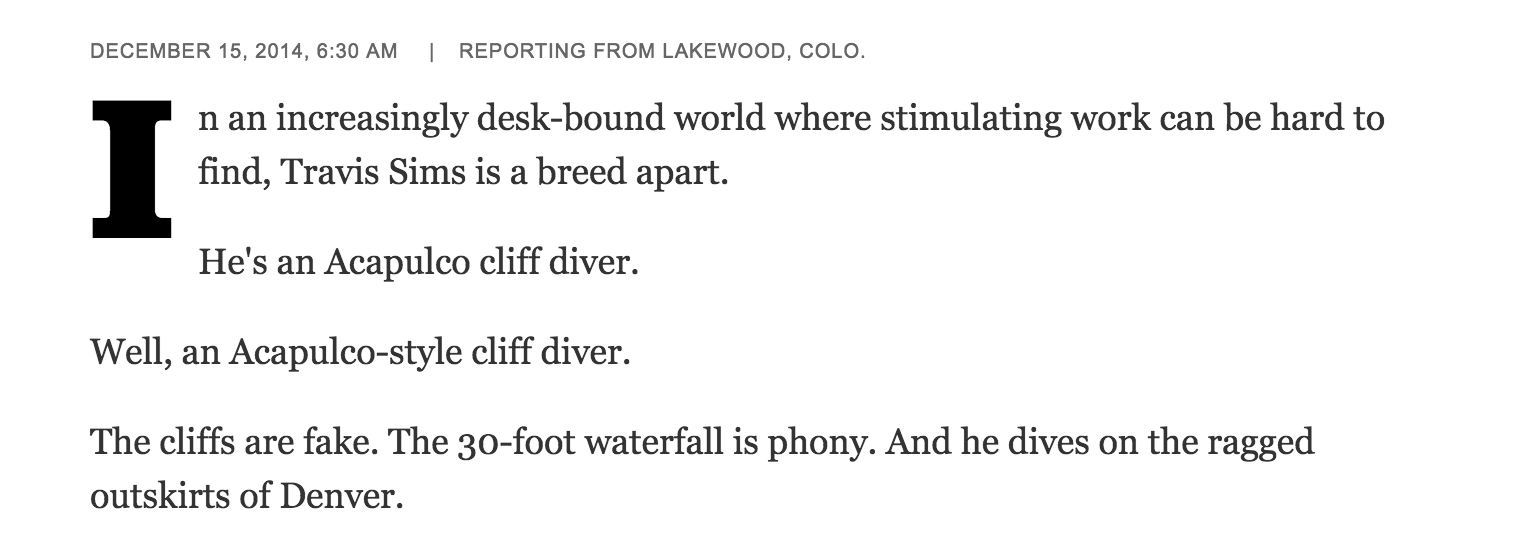 DECEMBER 15, 2014, 6:30 AM | REPORTING FROM LAKEWOOD, COLO.
In an increasingly desk-bound world where stimulating work can be hard to
find, Travis Sims is a breed apart.
He's an Acapulco cliff diver.
Well, an Acapulco-style cliff diver.
The cliffs are fake. The 30-foot waterfall is phony. And he dives on the ragged
outskirts of Denver.